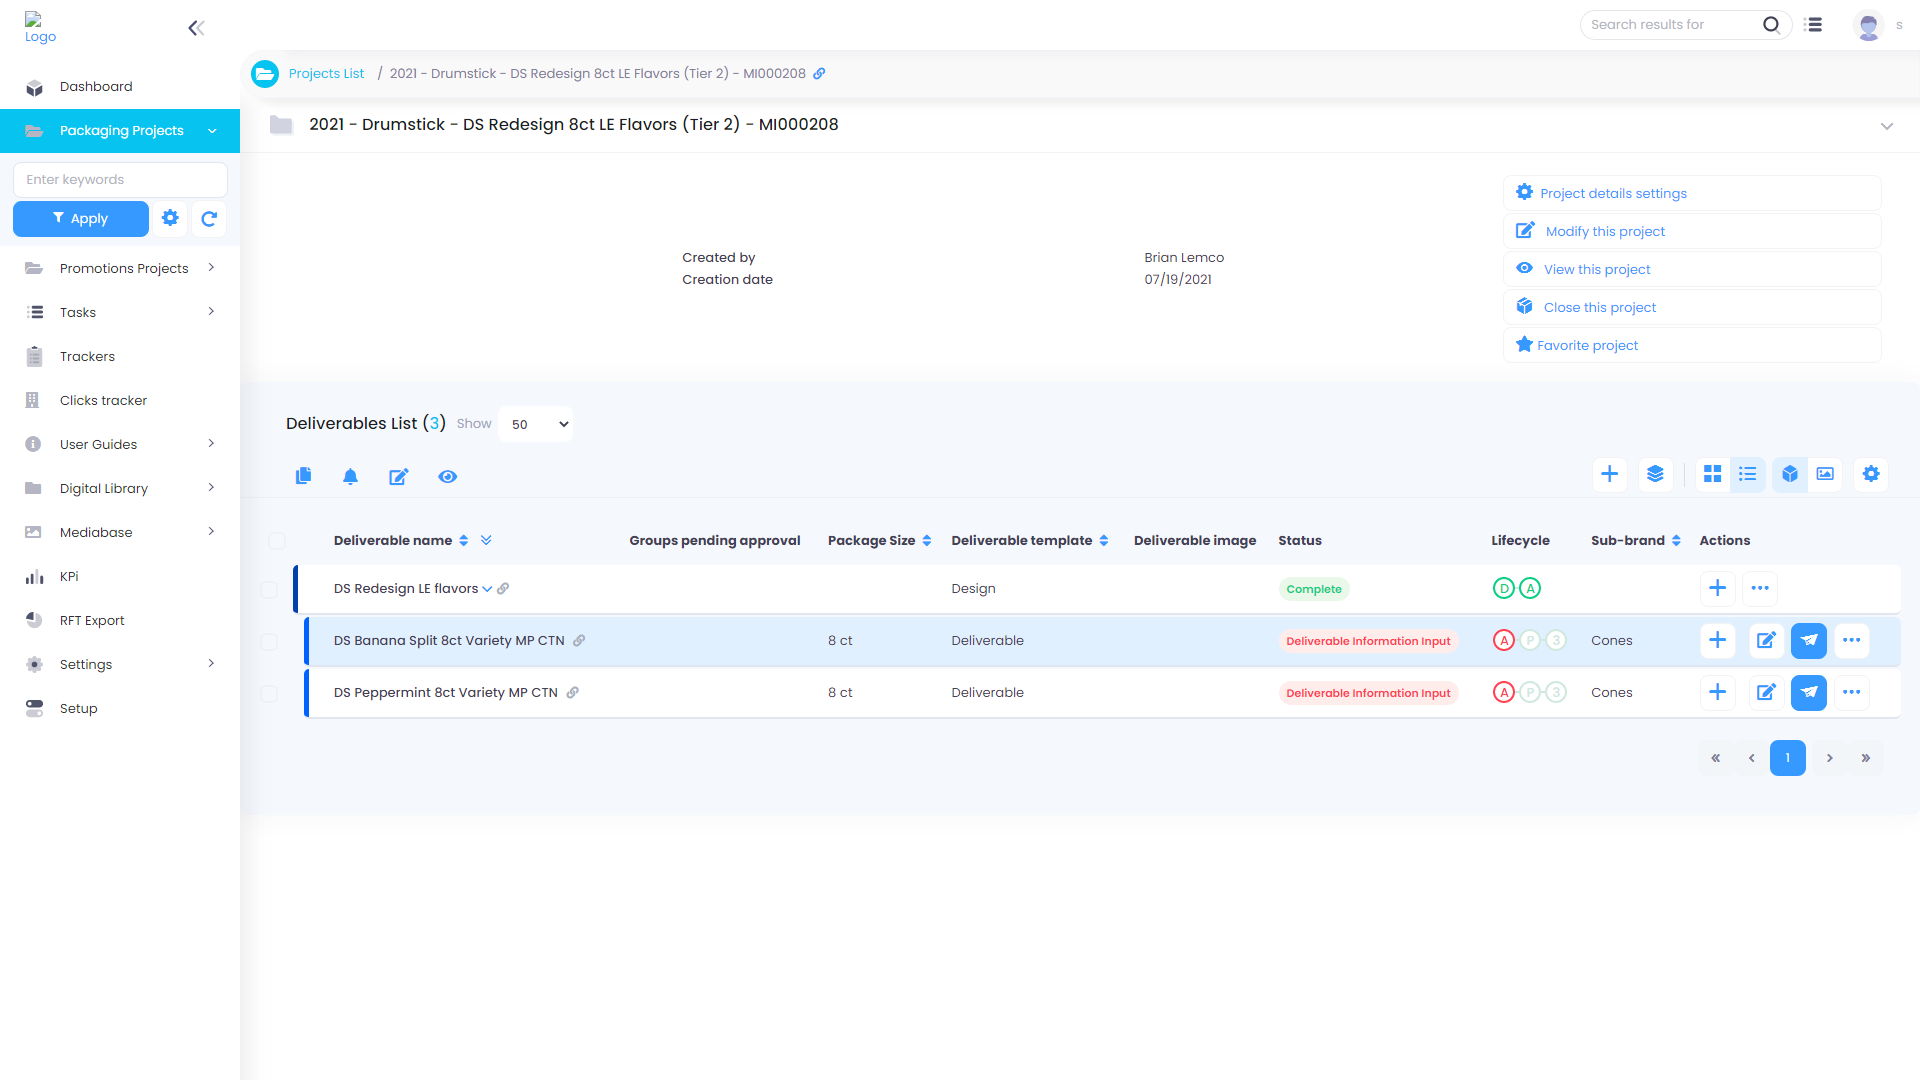 Logo
Search results for
s
Projects List / 2021 - Drumstick - DS Redesign 8ct LE Flavors (Tier 2) - MI000208
Dashboard
Packaging Projects
Enter keywords
Apply
Promotions Projects
Tasks
Trackers
Clicks tracker
User Guides
Digital Library
Mediabase
KPi
RFT Export
Settings
Setup
2021 - Drumstick - DS Redesign 8ct LE Flavors (Tier 2) - MI000208
Created by Brian Lemco
Creation date 07/19/2021
Project details settings
Modify this project
View this project
Close this project
Favorite project
Deliverables List (3) Show 50
Deliverable name Groups pending approval Package Size Deliverable template Deliverable image Status Lifecycle Sub-brand Actions
DS Redesign LE flavors Design Complete D A
DS Banana Split 8ct Variety MP CTN 8 ct Deliverable Deliverable Information Input A P 3 Cones
DS Peppermint 8ct Variety MP CTN 8 ct Deliverable Deliverable Information Input A P 3 Cones
« ‹ 1 › »